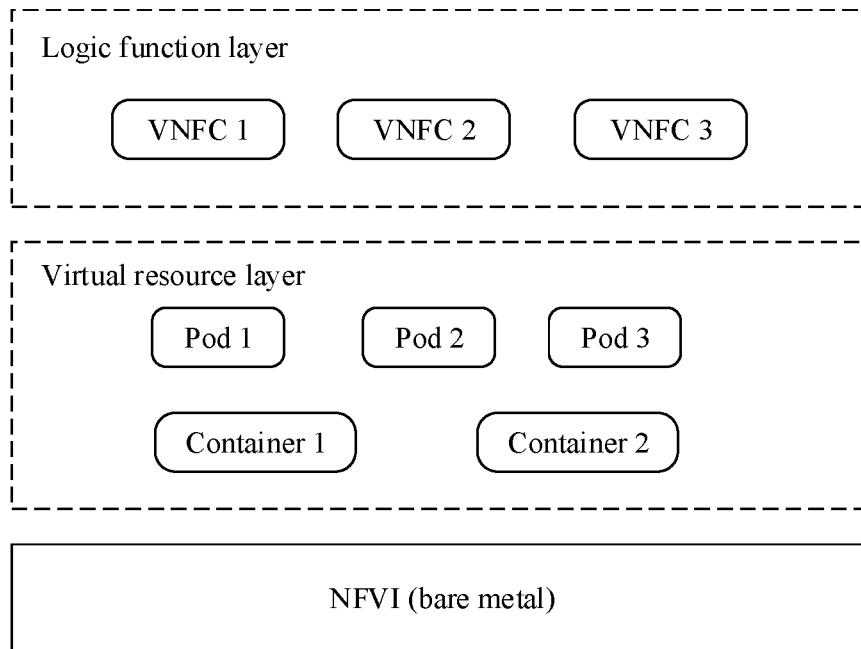 Logic function layer
VNFC 1 VNFC 2 VNFC 3
Virtual resource layer
Pod 1 Pod 2 Pod 3
Container 1 Container 2
NFVI (bare metal)